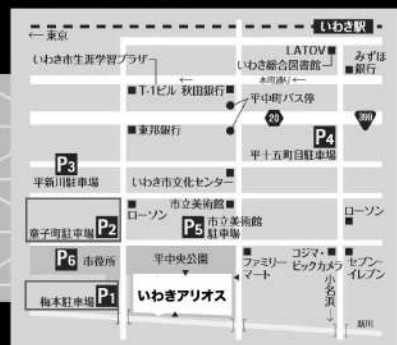 いわき駅
←東京
LATOV
いわき総合図書館
みずほ
銀行
いわき市生涯学習プラザ
本町通り
T-1ビル
秋田銀行
平中町バス停
20
399
東邦銀行
P4
平十五町目駐車場
P3
平新川駐車場
いわき市文化センター
ローソン
市立美術館
P5
市立美術館
駐車場
ローソン
童子町駐車場
P2
P6
市役所
平中央公園
ファミリー
マート
コジマ・
ビックカメラ
セブン-
イレブン
小名浜
梅本駐車場
P1
いわきアリオス
新川